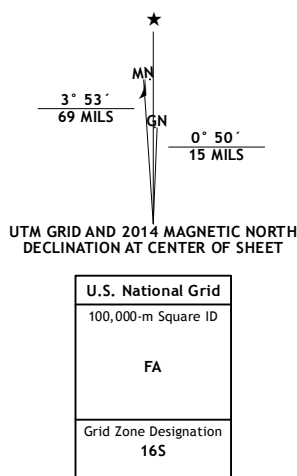 ★
MN
3° 53´
69 MILS
GN
0° 50´
15 MILS
UTM GRID AND 2014 MAGNETIC NORTH
DECLINATION AT CENTER OF SHEET
U.S. National Grid
100,000-m Square ID
FA
Grid Zone Designation
16S